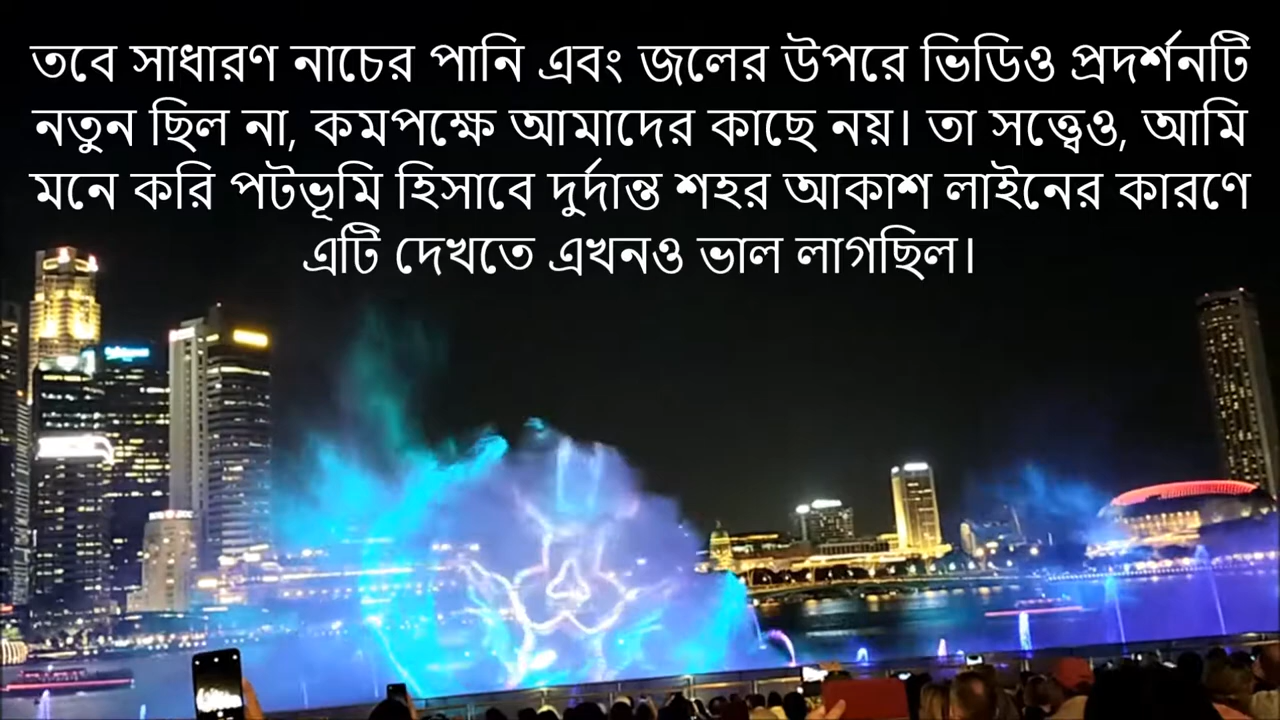 তবে সাধারণ নাচের পানি এবং জলের উপরে ভিডিও প্রদর্শনটি
নতুন ছিল না, কমপক্ষে আমাদের কাছে নয়। তা সত্ত্বেও, আমি
মনে করি পটভূমি হিসাবে দুর্দান্ত শহর আকাশ লাইনের কারণে
এটি দেখতে এখনও ভাল লাগছিল।